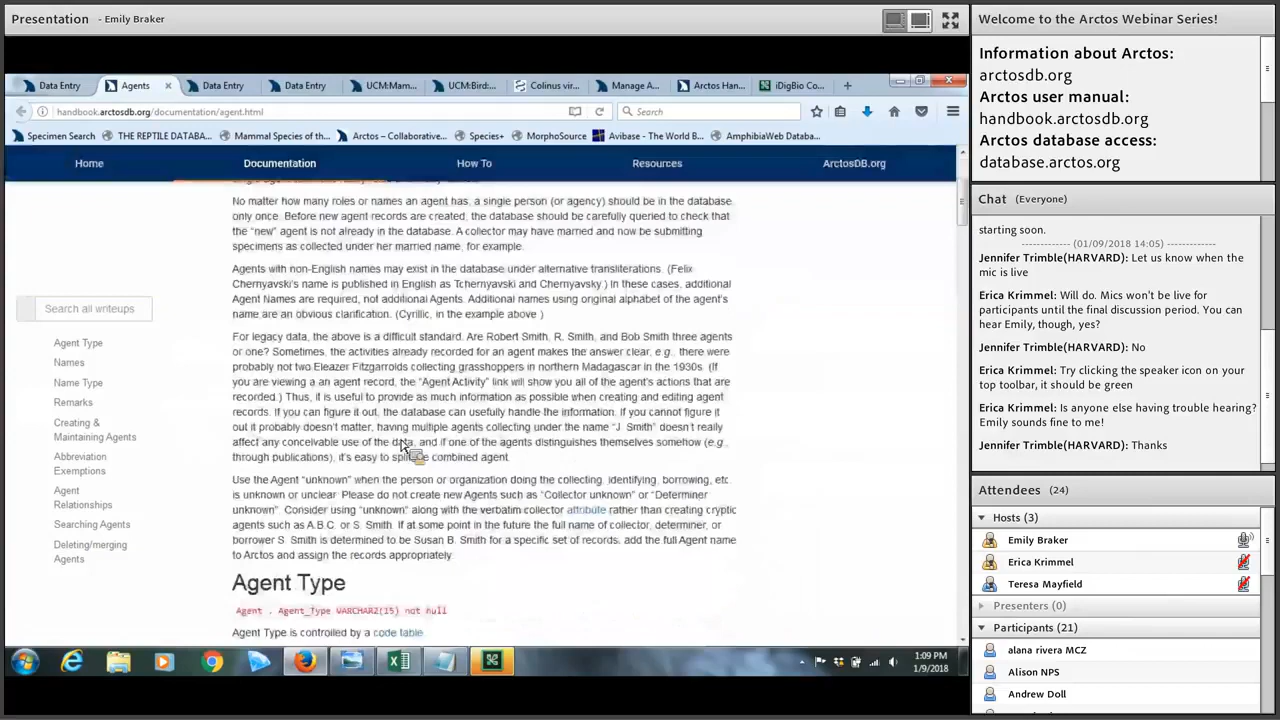 Presentation - Emily Braker
Data Entry
Agents
Data Entry
Data Entry
UCM:Mam...
UCM:Bird:...
Colinus vir...
Manage A...
Arctos Han...
iDigBio Coll...
handbook.arctosdb.org/documentation/agent.html
Search
Specimen Search
THE REPTILE DATABA...
Mammal Species of th...
Arctos – Collaborative...
Species+
MorphoSource
Avibase - The World B...
AmphibiaWeb Databa...
Home
Documentation
How To
Resources
ArctosDB.org
No matter how many roles or names an agent has, a single person (or agency) should be in the database
only once. Before new agent records are created, the database should be carefully queried to check that
the “new” agent is not already in the database. A collector may have married and now be submitting
specimens as collected under her married name, for example.
Agents with non-English names may exist in the database under alternative transliterations. (Felix
Chernyavski's name is published in English as Tchernyavski and Chernyavsky.) In these cases, additional
Agent Names are required, not additional Agents. Additional names using original alphabet of the agent's
name are an obvious clarification. (Cyrillic, in the example above.)
For legacy data, the above is a difficult standard. Are Robert Smith, R. Smith, and Bob Smith three agents
or one? Sometimes, the activities already recorded for an agent makes the answer clear, e.g., there were
probably not two Eleazer Fitzgarrolds collecting grasshoppers in northern Madagascar in the 1930s. (If
you are viewing a an agent record, the “Agent Activity” link will show you all of the agent's actions that are
recorded.) Thus, it is useful to provide as much information as possible when creating and editing agent
records. If you can figure it out, the database can usefully handle the information. If you cannot figure it
out it probably doesn't matter, having multiple agents collecting under the name “J. Smith” doesn't really
affect any conceivable use of the data, and if one of the agents distinguishes themselves somehow (e.g.,
through publications), it's easy to split the combined agent.
Use the Agent “unknown” when the person or organization doing the collecting, identifying, borrowing, etc.
is unknown or unclear. Please do not create new Agents such as “Collector unknown” or “Determiner
unknown”. Consider using “unknown” along with the verbatim collector attribute rather than creating cryptic
agents such as A.B.C. or S. Smith. If at some point in the future the full name of collector, determiner, or
borrower S. Smith is determined to be Susan B. Smith for a specific set of records, add the full Agent name
to Arctos and assign the records appropriately.
Agent Type
Agent . Agent_Type VARCHAR2(15) not null
Agent Type is controlled by a code table
Search all writeups
Agent Type
Names
Name Type
Remarks
Creating &
Maintaining Agents
Abbreviation
Exemptions
Agent
Relationships
Searching Agents
Deleting/merging
Agents
1:09 PM
1/9/2018
Welcome to the Arctos Webinar Series!
Information about Arctos:
arctosdb.org
Arctos user manual:
handbook.arctosdb.org
Arctos database access:
database.arctos.org
Chat (Everyone)
starting soon.
------------ (01/09/2018 14:05) ------------
Jennifer Trimble(HARVARD): Let us know when the
mic is live
Erica Krimmel: Will do. Mics won't be live for
participants until the final discussion period. You can
hear Emily, though, yes?
Jennifer Trimble(HARVARD): No
Erica Krimmel: Try clicking the speaker icon on your
top toolbar, it should be green
Erica Krimmel: Is anyone else having trouble hearing?
Emily sounds fine to me!
Jennifer Trimble(HARVARD): Thanks
Attendees (24)
Hosts (3)
Emily Braker
Erica Krimmel
Teresa Mayfield
Presenters (0)
Participants (21)
alana rivera MCZ
Alison NPS
Andrew Doll